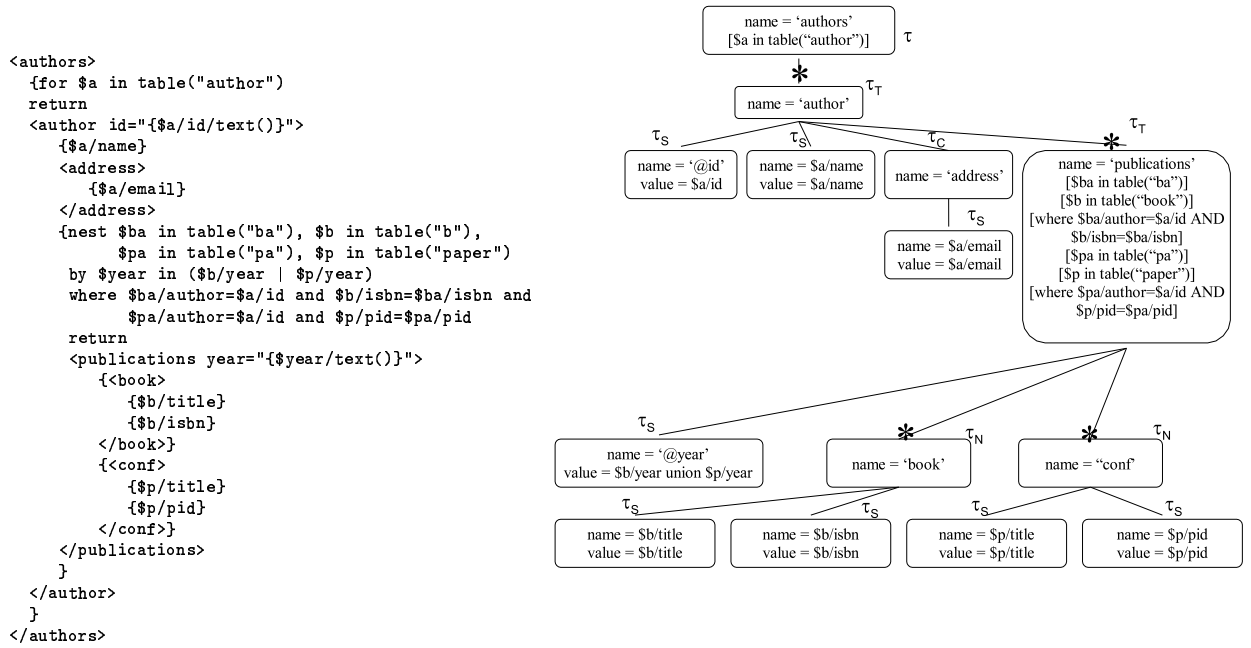 <authors>
{for $a in table("author")
return
<author id="{$a/id/text()}">
{$a/name}
<address>
{$a/email}
</address>
{nest $ba in table("ba"), $b in table("b"),
$pa in table("pa"), $p in table("paper")
by $year in ($b/year | $p/year)
where $ba/author=$a/id and $b/isbn=$ba/isbn and
$pa/author=$a/id and $p/pid=$pa/pid
return
<publications year="{$year/text()}">
{<book>
{$b/title}
{$b/isbn}
</book>}
{<conf>
{$p/title}
{$p/pid}
</conf>}
</publications>
}
</author>
}
</authors>
name = ‘authors’
[$a in table(“author”)]
τ
*
τT
name = ‘author’
τS
name = ‘@id’
value = $a/id
τS
name = $a/name
value = $a/name
τC
name = ‘address’
τS
name = $a/email
value = $a/email
*
τT
name = ‘publications’
[$ba in table(“ba”)]
[$b in table(“book”)]
[where $ba/author=$a/id AND
$b/isbn=$ba/isbn]
[$pa in table(“pa”)]
[$p in table(“paper”)]
[where $pa/author=$a/id AND
$p/pid=$pa/pid]
τS
name = ‘@year’
value = $b/year union $p/year
*
τN
name = ‘book’
*
τN
name = “conf’
τS
name = $b/title
value = $b/title
τS
name = $b/isbn
value = $b/isbn
τS
name = $p/title
value = $p/title
τS
name = $p/pid
value = $p/pid